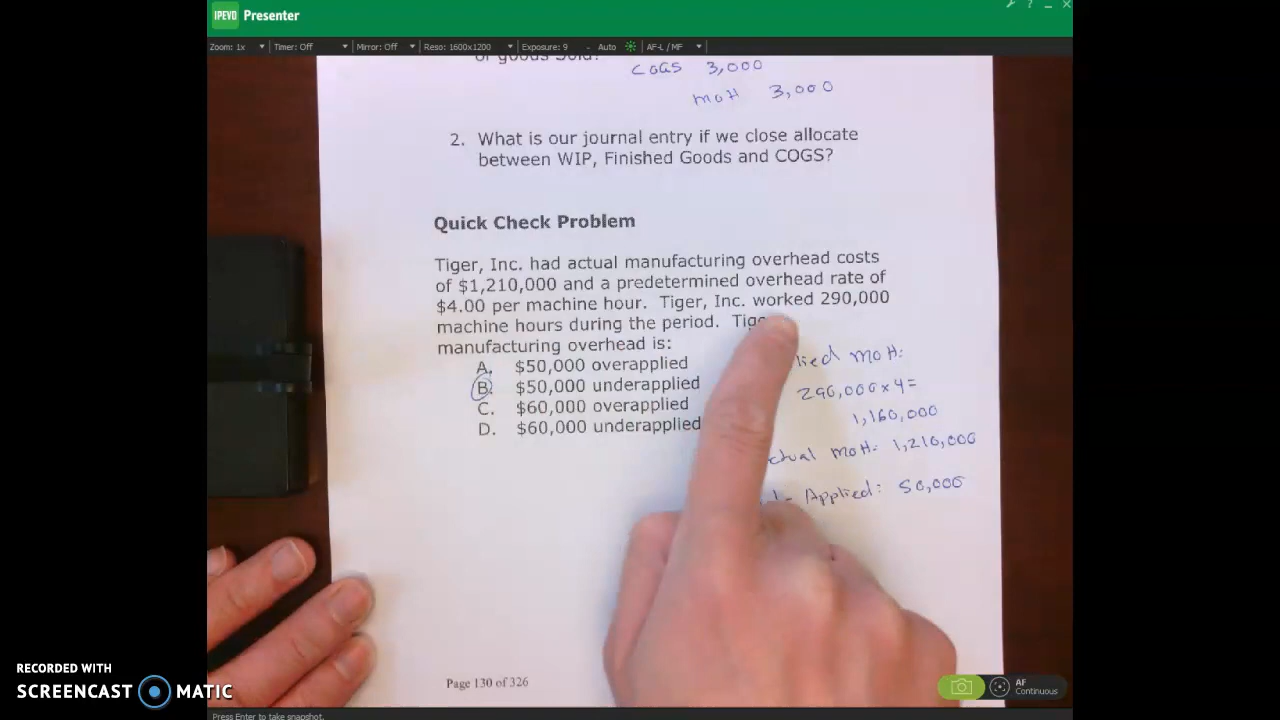 IPEVO Presenter
Zoom: 1x Timer: Off Mirror: Off Reso: 1600x1200 Exposure: 9 - Auto AF-L / MF
of goods sold?
COGS 3,000
MOH 3,000
2. What is our journal entry if we close allocate
between WIP, Finished Goods and COGS?
Quick Check Problem
Tiger, Inc. had actual manufacturing overhead costs
of $1,210,000 and a predetermined overhead rate of
$4.00 per machine hour. Tiger, Inc. worked 290,000
machine hours during the period.
manufacturing overhead is:
A. $50,000 overapplied
B. $50,000 underapplied
C. $60,000 overapplied
D. $60,000 underapplied
MOH:
290,000 x 4 =
1,160,000
MOH: 1,210,000
Applied: 50,000
Page 130 of 326
RECORDED WITH
SCREENCAST MATIC
AF
Continuous
Press Enter to take snapshot.